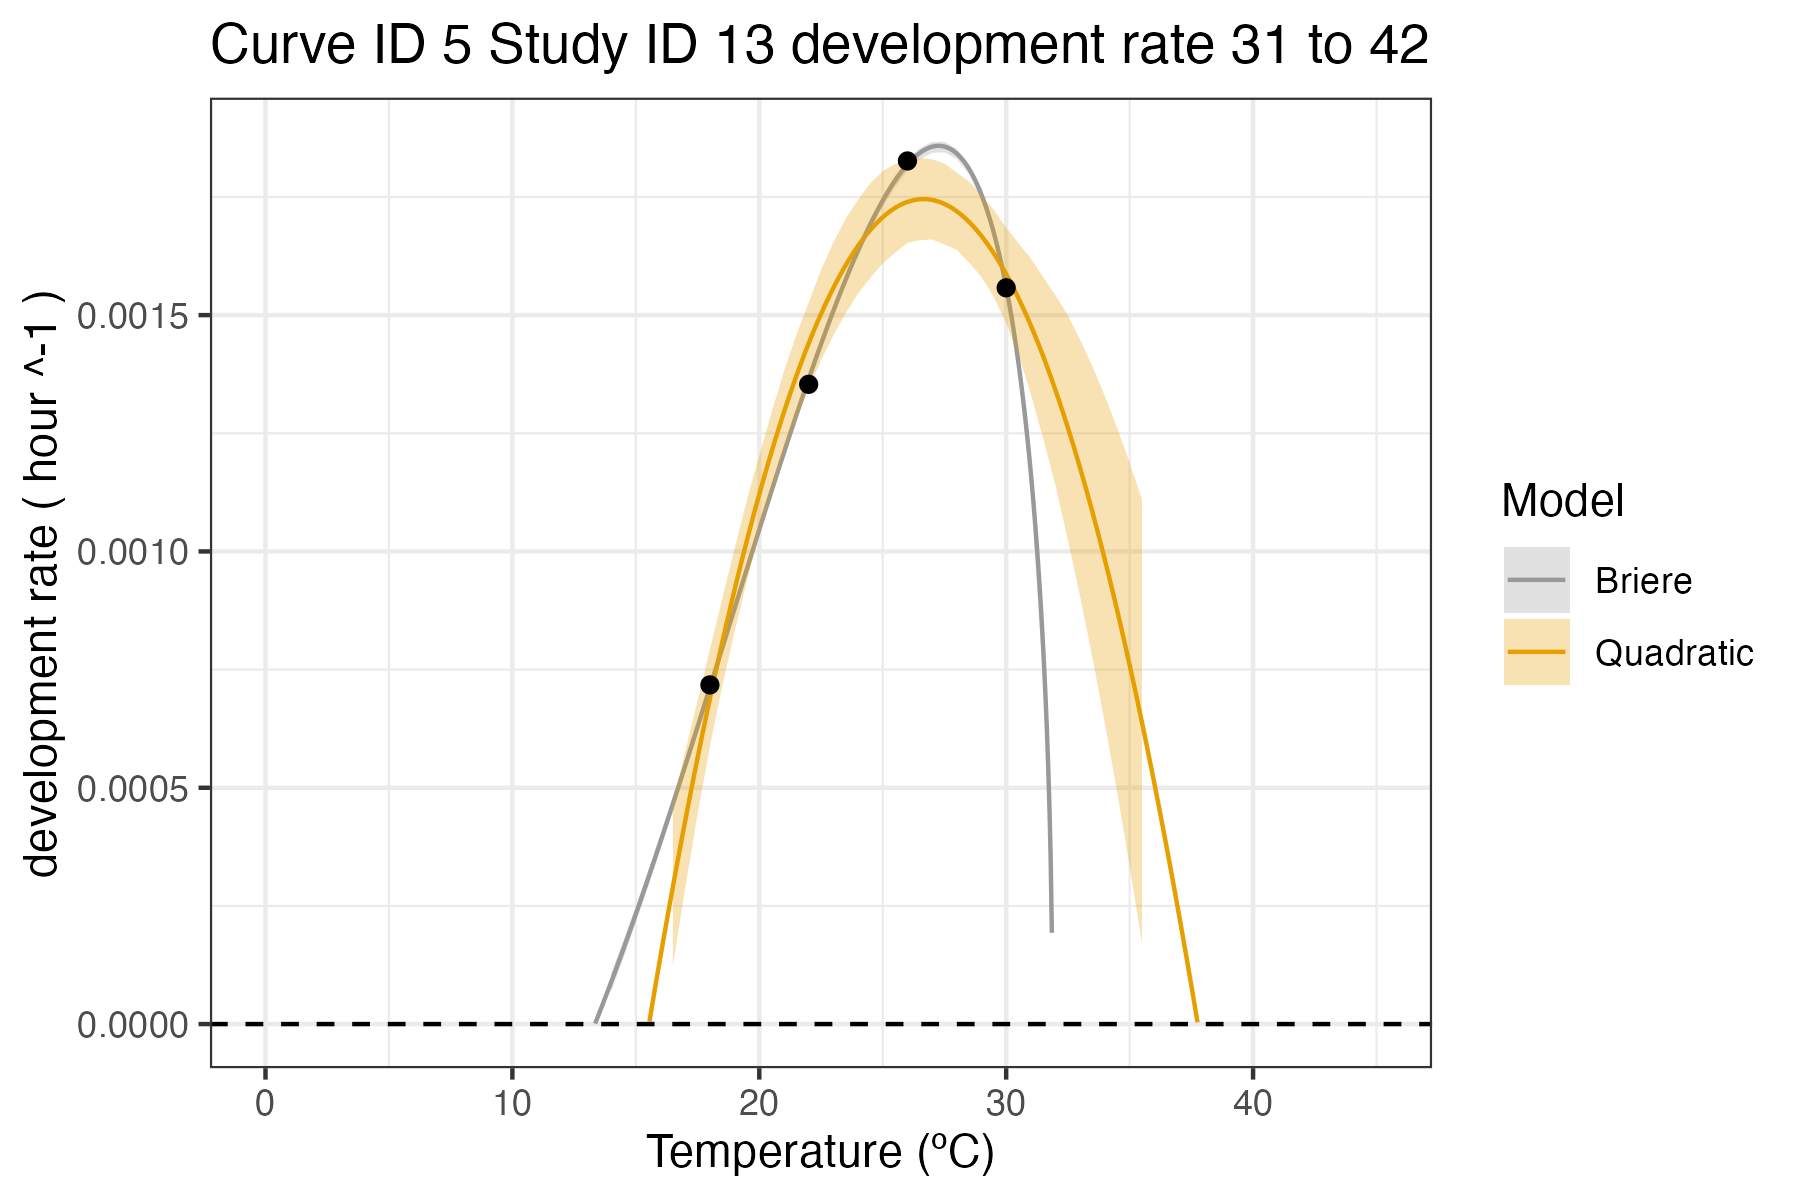 Curve ID 5 Study ID 13 development rate 31 to 42
development rate ( hour ^-1 )
0.0015
0.0010
0.0005
0.0000
0 10 20 30 40
Temperature (ºC)
Model
Briere
Quadratic